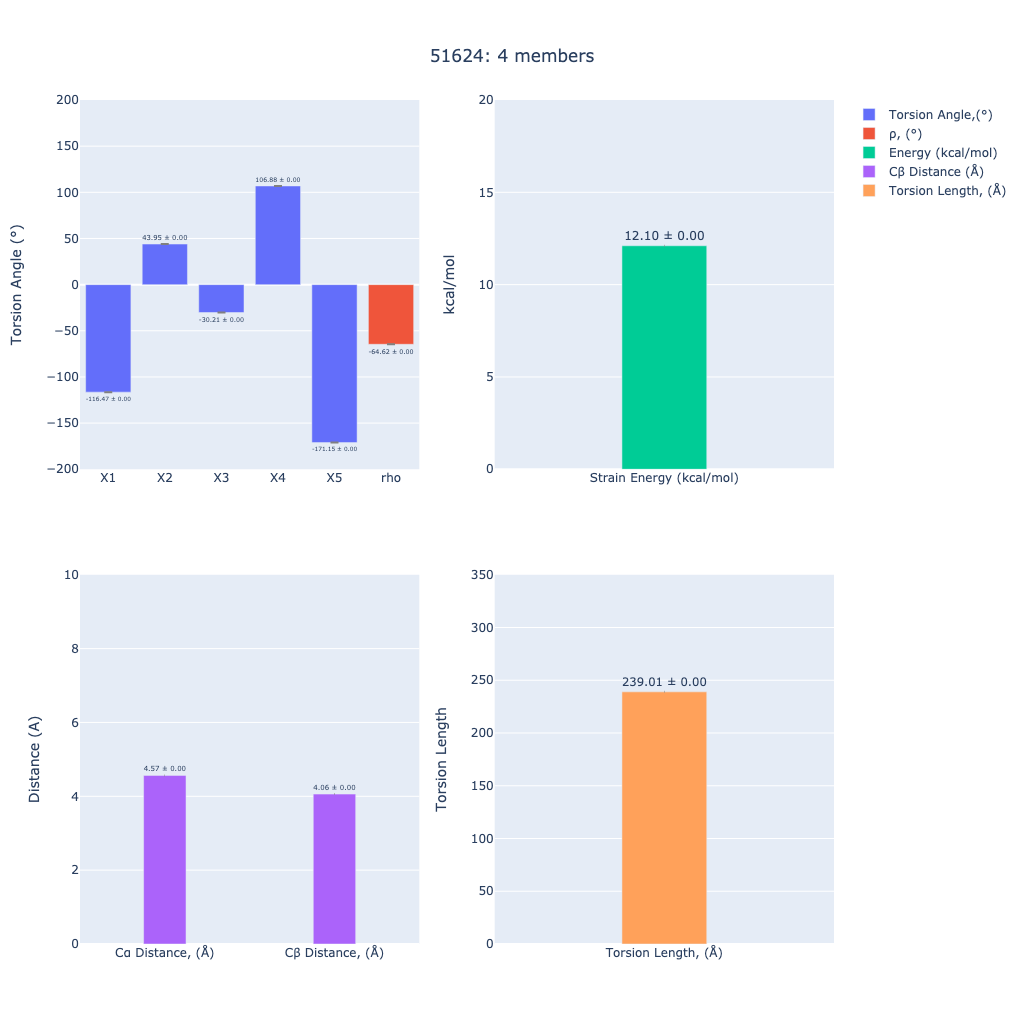 51624: 4 members
Torsion Angle,(°)
ρ, (°)
Energy (kcal/mol)
Cβ Distance (Å)
Torsion Length, (Å)
Torsion Angle (°)
200
150
100
50
0
−50
−100
−150
−200
-116.47 ± 0.00
43.95 ± 0.00
-30.21 ± 0.00
106.88 ± 0.00
-171.15 ± 0.00
-64.62 ± 0.00
X1 X2 X3 X4 X5 rho
kcal/mol
20
15
10
5
0
12.10 ± 0.00
Strain Energy (kcal/mol)
Distance (A)
10
8
6
4
2
0
4.57 ± 0.00
4.06 ± 0.00
Cα Distance, (Å) Cβ Distance, (Å)
Torsion Length
350
300
250
200
150
100
50
0
239.01 ± 0.00
Torsion Length, (Å)